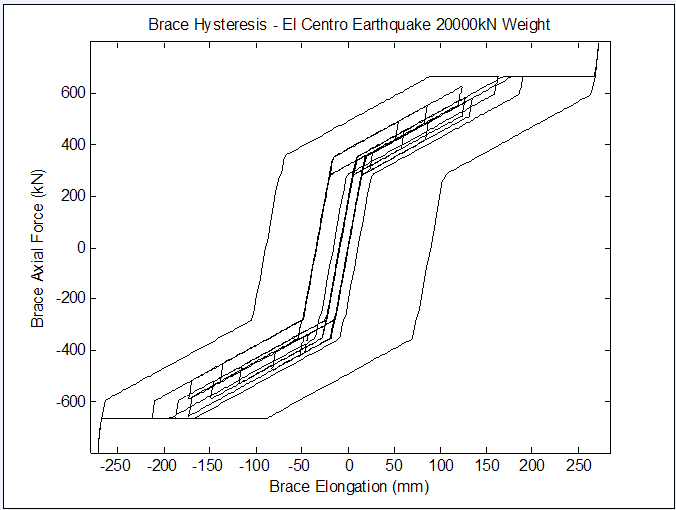 Brace Hysteresis - El Centro Earthquake 20000kN Weight
600
400
200
0
-200
-400
-600
Brace Axial Force (kN)
-250 -200 -150 -100 -50 0 50 100 150 200 250
Brace Elongation (mm)